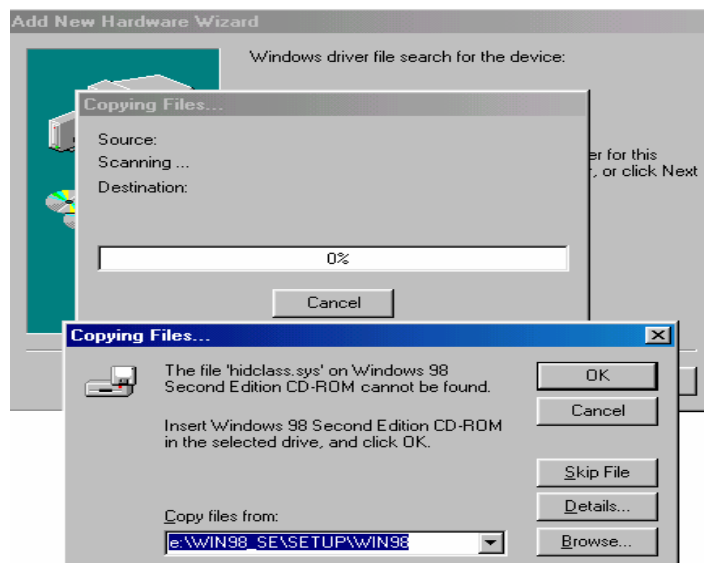 Add New Hardware Wizard
Windows driver file search for the device:
er for this
, or click Next
Copying Files...
Source:
Scanning ...
Destination:
0%
Cancel
Copying Files...
The file 'hidclass.sys' on Windows 98
Second Edition CD-ROM cannot be found.
Insert Windows 98 Second Edition CD-ROM
in the selected drive, and click OK.
Copy files from:
e:\WIN98_SE\SETUP\WIN98
OK
Cancel
Skip File
Details...
Browse...